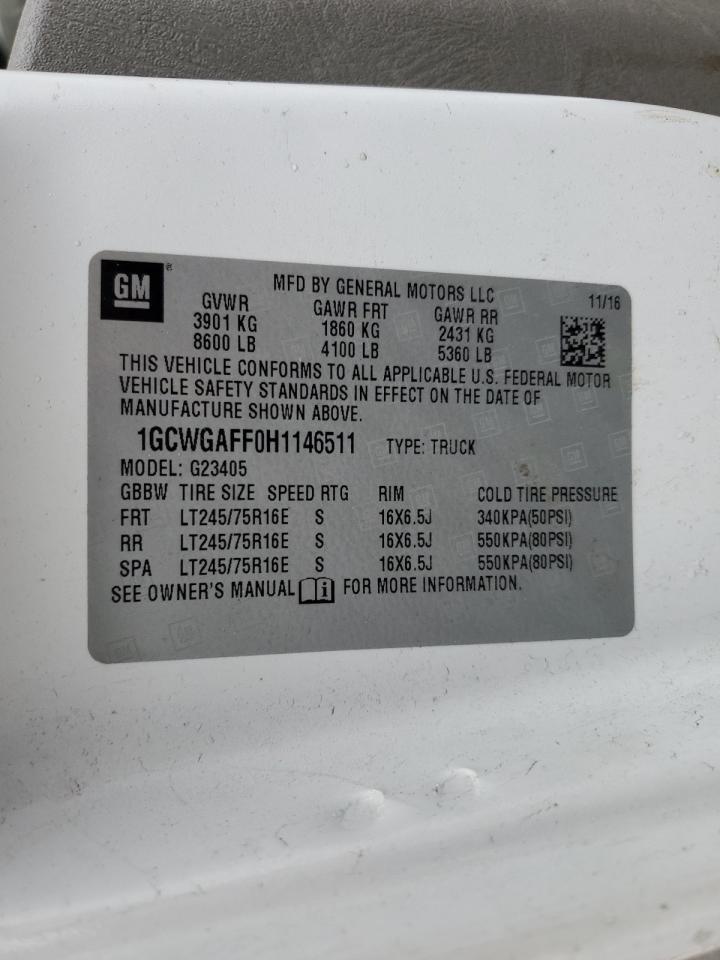 GM®
MFD BY GENERAL MOTORS LLC 11/16
GVWR GAWR FRT GAWR RR
3901 KG 1860 KG 2431 KG
8600 LB 4100 LB 5360 LB
THIS VEHICLE CONFORMS TO ALL APPLICABLE U.S. FEDERAL MOTOR
VEHICLE SAFETY STANDARDS IN EFFECT ON THE DATE OF
MANUFACTURE SHOWN ABOVE.
1GCWGAFF0H1146511 TYPE: TRUCK
MODEL: G23405
GBBW TIRE SIZE SPEED RTG RIM COLD TIRE PRESSURE
FRT LT245/75R16E S 16X6.5J 340KPA(50PSI)
RR LT245/75R16E S 16X6.5J 550KPA(80PSI)
SPA LT245/75R16E S 16X6.5J 550KPA(80PSI)
SEE OWNER'S MANUAL i FOR MORE INFORMATION.